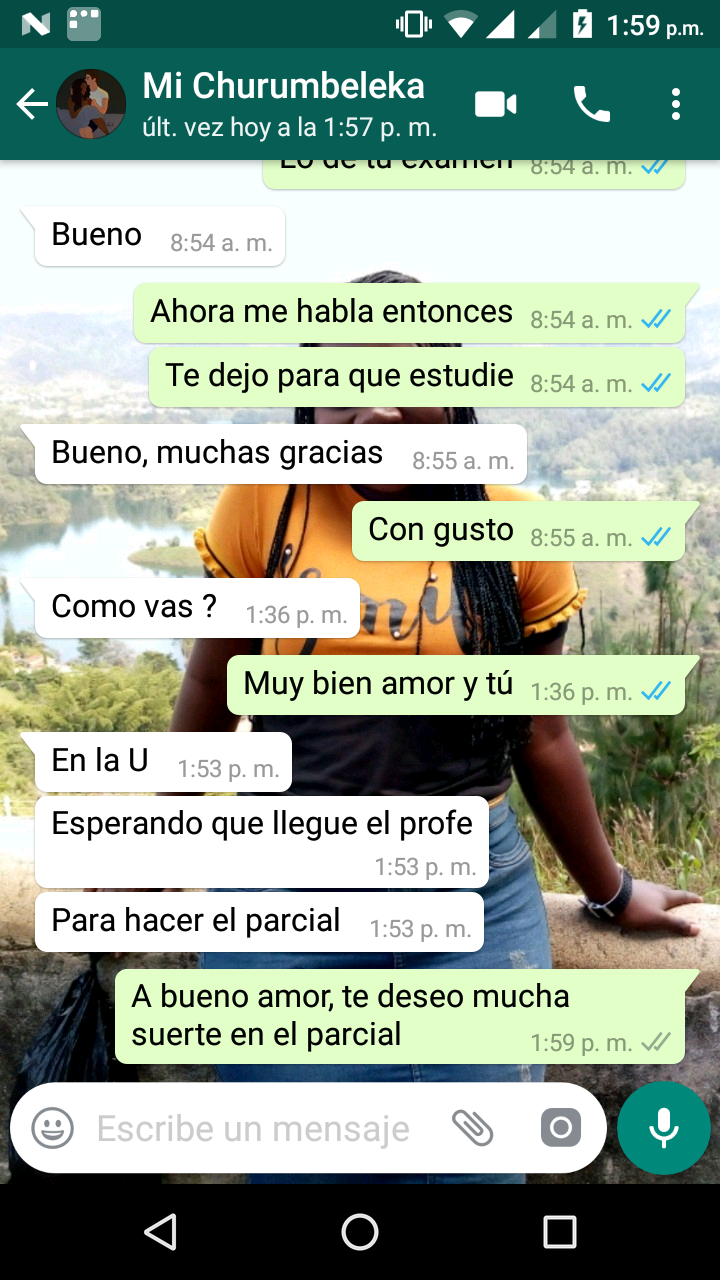 1:59 p.m.
Mi Churumbeleka
últ. vez hoy a la 1:57 p. m.
Lo de tu examen 8:54 a. m.
Bueno 8:54 a. m.
Ahora me habla entonces 8:54 a. m.
Te dejo para que estudie 8:54 a. m.
Bueno, muchas gracias 8:55 a. m.
Con gusto 8:55 a. m.
Como vas ? 1:36 p. m.
Muy bien amor y tú 1:36 p. m.
En la U 1:53 p. m.
Esperando que llegue el profe
1:53 p. m.
Para hacer el parcial 1:53 p. m.
A bueno amor, te deseo mucha
suerte en el parcial 1:59 p. m.
Escribe un mensaje